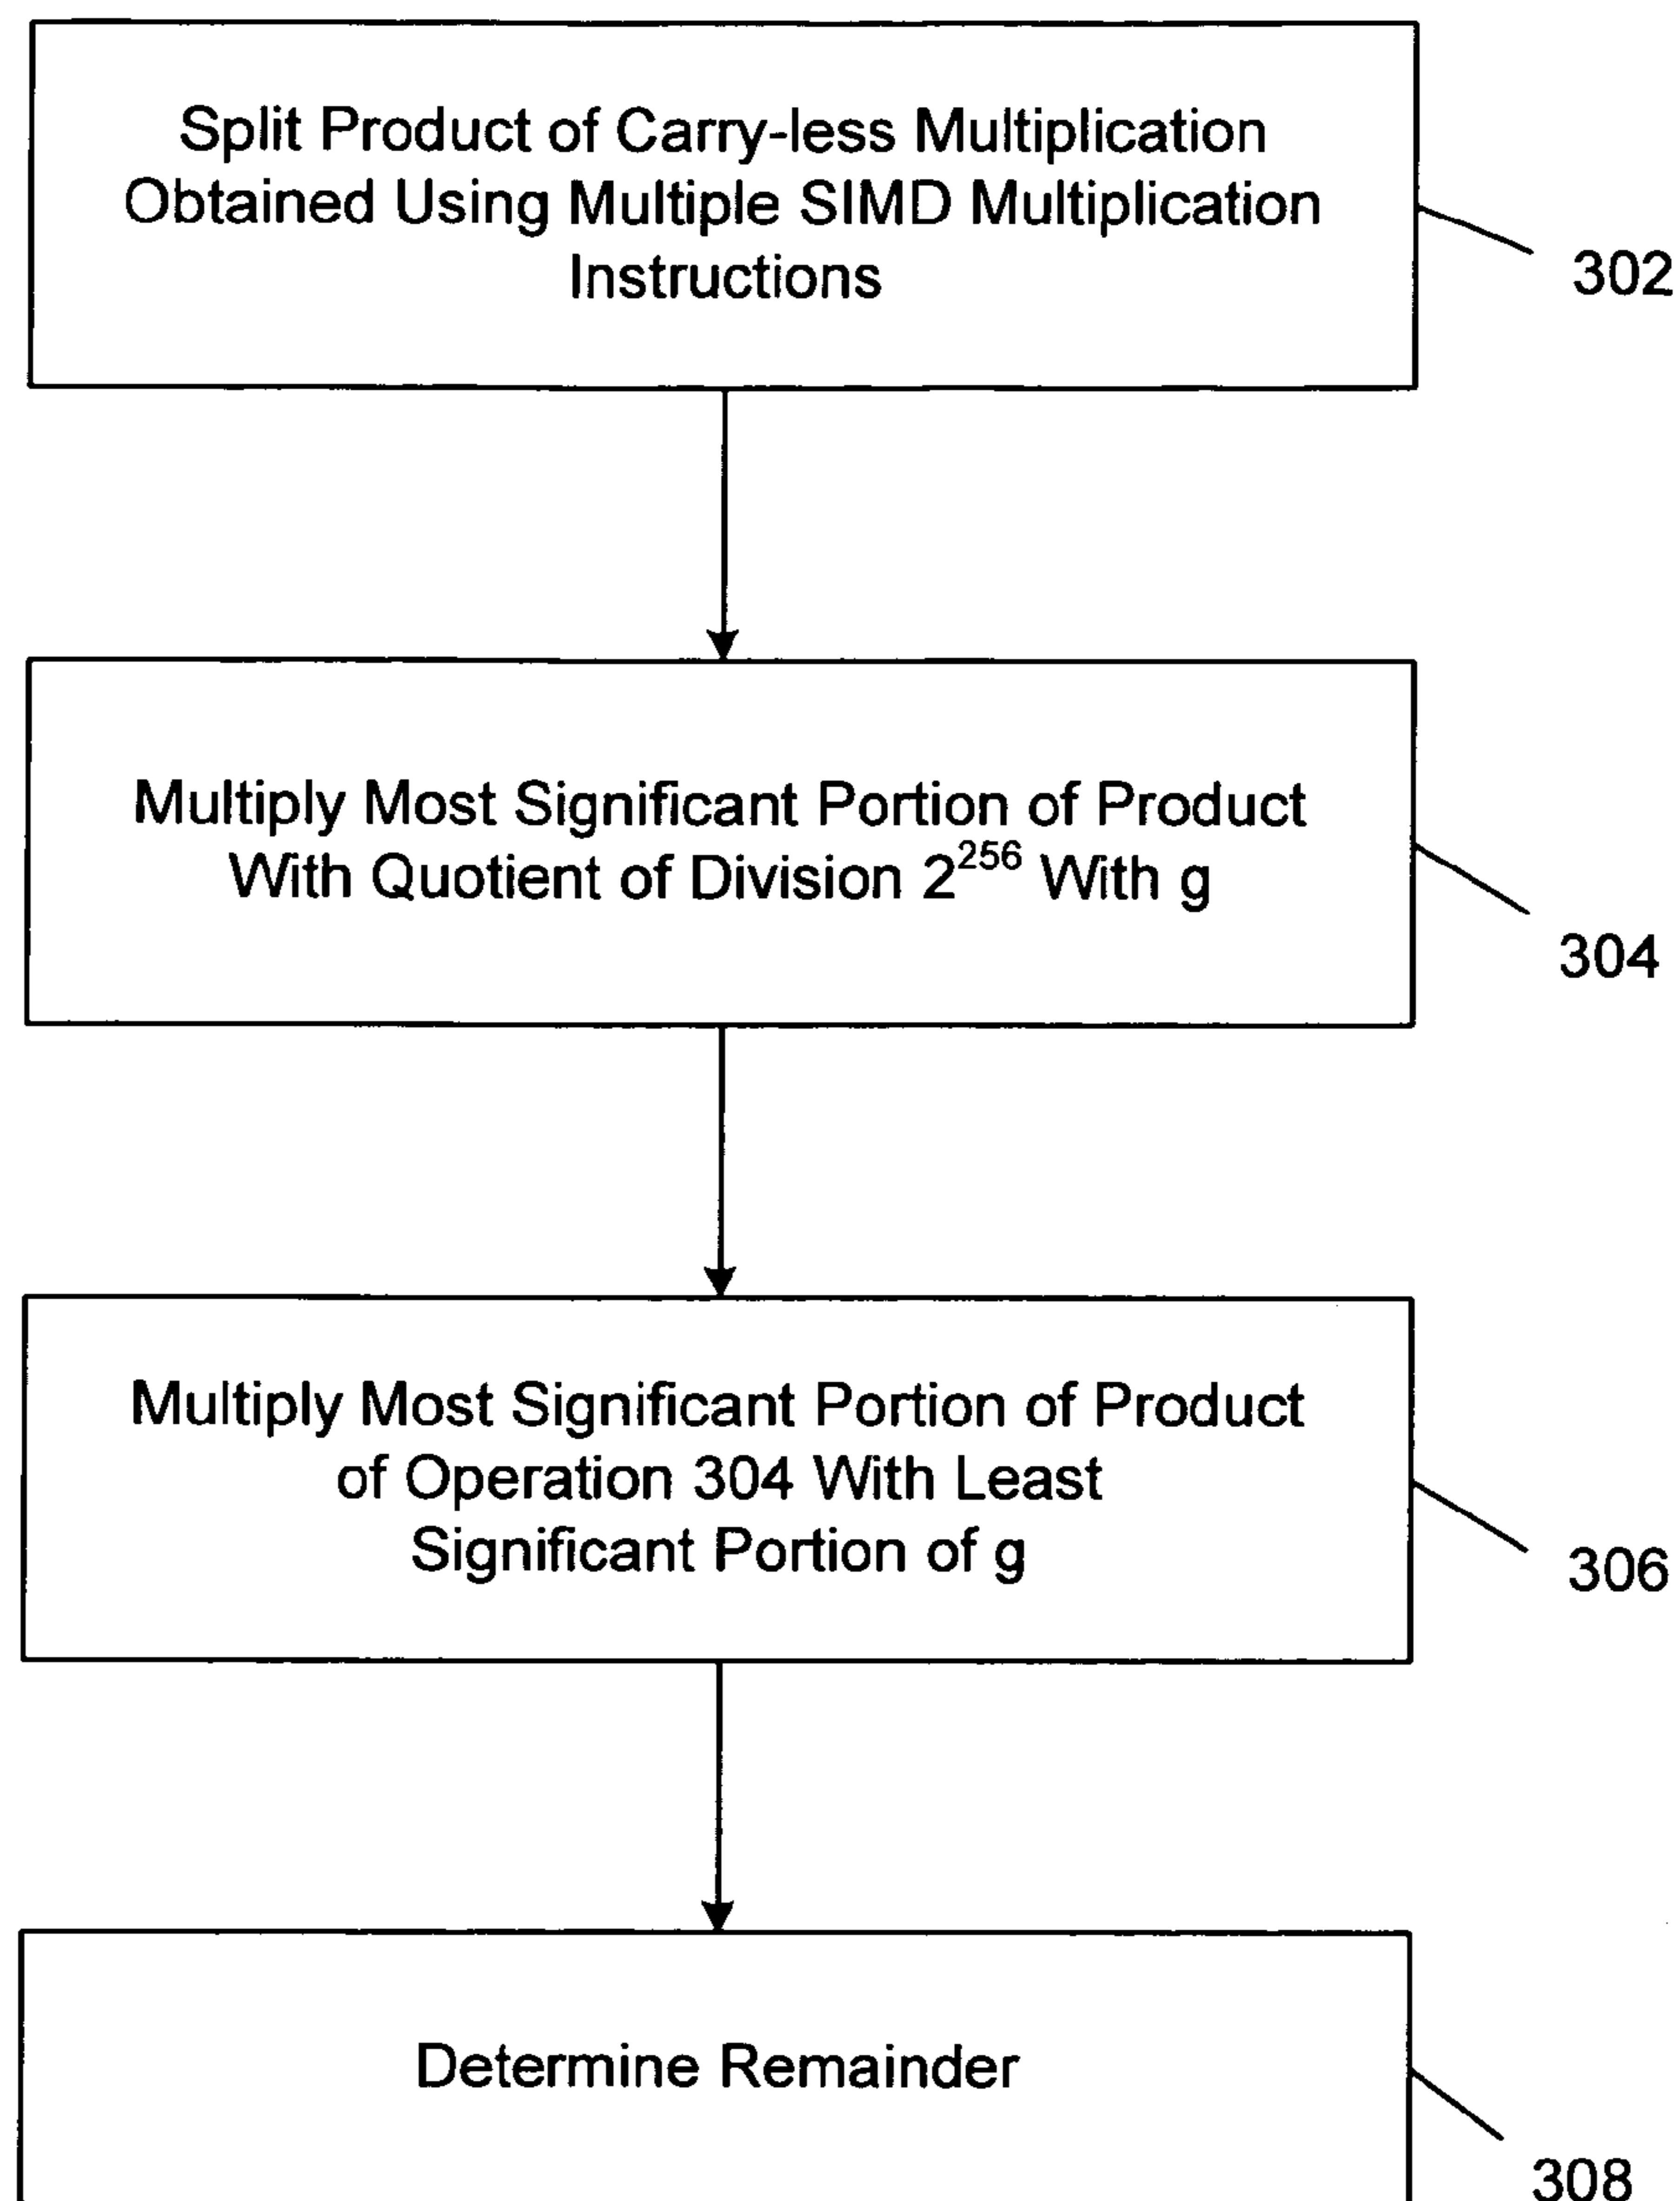 Split Product of Carry-less Multiplication
Obtained Using Multiple SIMD Multiplication
Instructions
302
Multiply Most Significant Portion of Product
With Quotient of Division 2^256 With g
304
Multiply Most Significant Portion of Product
of Operation 304 With Least
Significant Portion of g
306
Determine Remainder
308